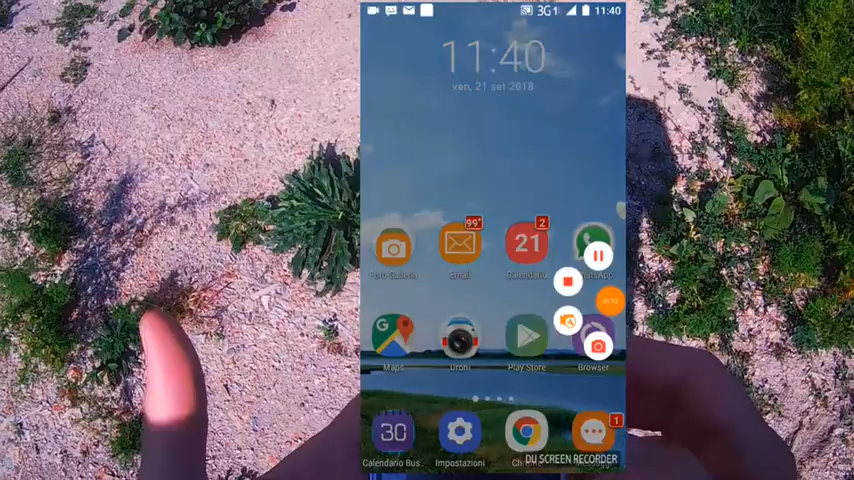 3G 11:40
11:40
ven, 21 set 2018
99+
2
21
Foto-Galleria
Email
Calendario
G
Maps
Droni
Play Store
Browser
30
1
Calendario Bus..
Impostazioni
DU SCREEN RECORDER